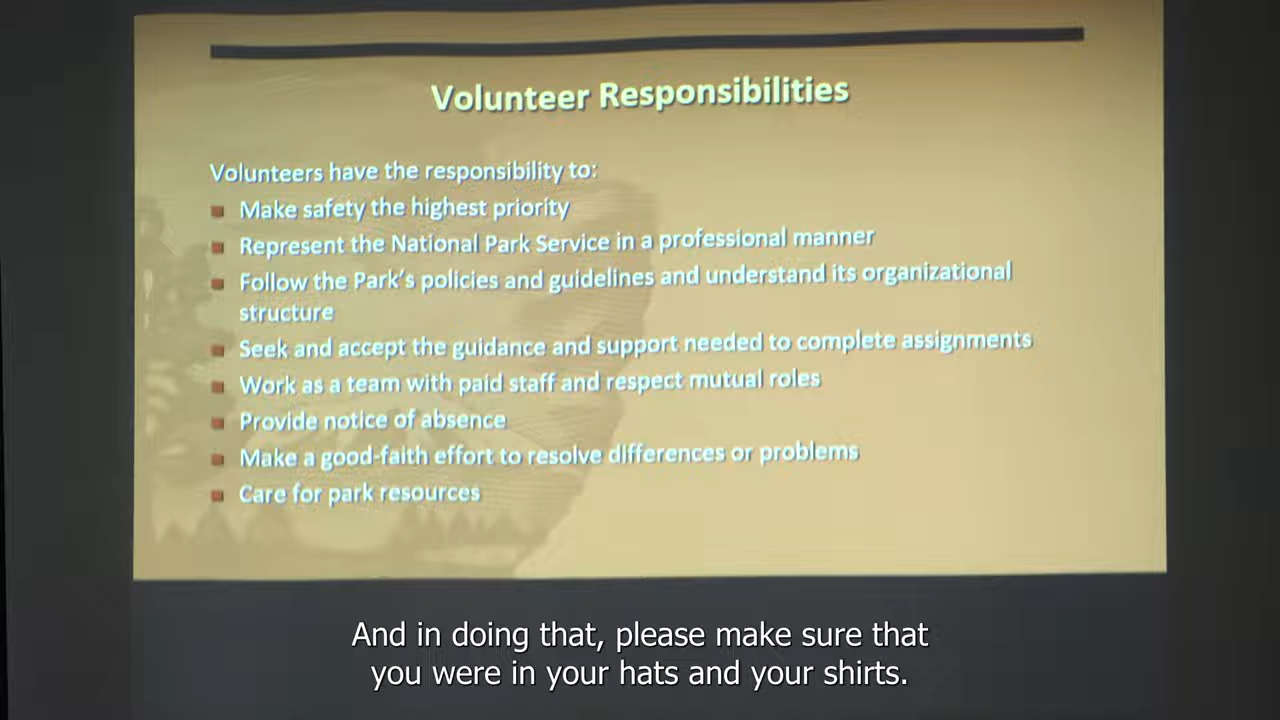 Volunteer Responsibilities
Volunteers have the responsibility to:
Make safety the highest priority
Represent the National Park Service in a professional manner
Follow the Park's policies and guidelines and understand its organizational
structure
Seek and accept the guidance and support needed to complete assignments
Work as a team with paid staff and respect mutual roles
Provide notice of absence
Make a good-faith effort to resolve differences or problems
Care for park resources
And in doing that, please make sure that
you were in your hats and your shirts.